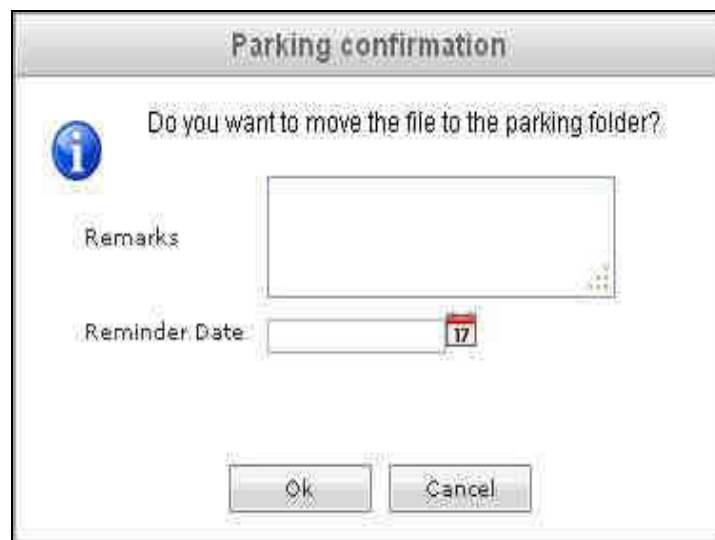 Parking confirmation
Do you want to move the file to the parking folder?
Remarks
Reminder Date
17
Ok
Cancel